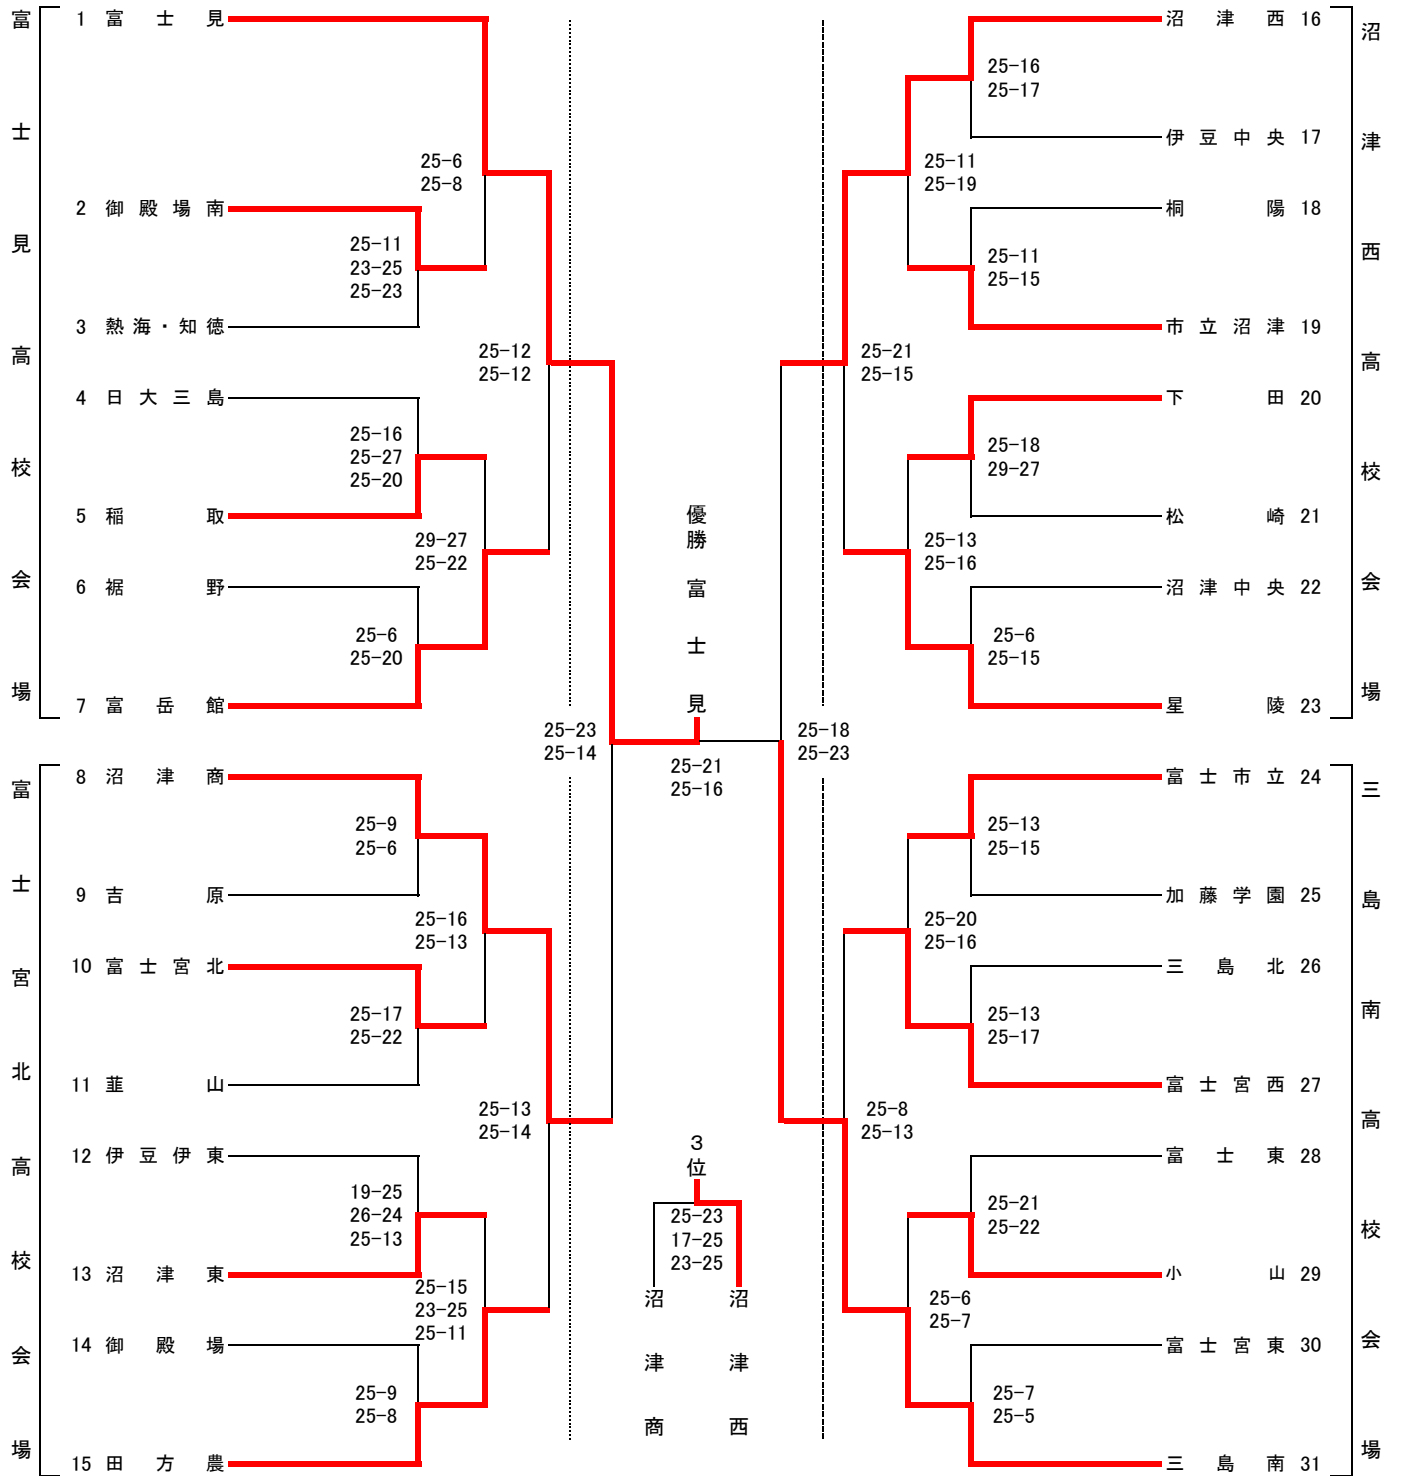 富士見高校会場
1 富士見
25-6
25-8
2 御殿場南
25-11
23-25
25-23
3 熱海・知徳
25-12
25-12
4 日大三島
25-16
25-27
25-20
5 稲取
29-27
25-22
6 裾野
25-6
25-20
7 富岳館
25-23
25-14
富士宮北高校会場
8 沼津商
25-9
25-6
9 吉原
25-16
25-13
10 富士宮北
25-17
25-22
11 韮山
25-13
25-14
12 伊豆伊東
19-25
26-24
25-13
13 沼津東
25-15
23-25
25-11
14 御殿場
25-9
25-8
15 田方農
優勝 富士見
25-21
25-16
3位
25-23
17-25
23-25
沼津商
沼津西
沼津西高校会場
沼津西 16
25-16
25-17
伊豆中央 17
25-11
25-19
桐陽 18
25-11
25-15
市立沼津 19
25-21
25-15
下田 20
25-18
29-27
松崎 21
25-13
25-16
沼津中央 22
25-6
25-15
星陵 23
25-18
25-23
三島南高校会場
富士市立 24
25-13
25-15
加藤学園 25
25-20
25-16
三島北 26
25-13
25-17
富士宮西 27
25-8
25-13
富士東 28
25-21
25-22
小山 29
25-6
25-7
富士宮東 30
25-7
25-5
三島南 31